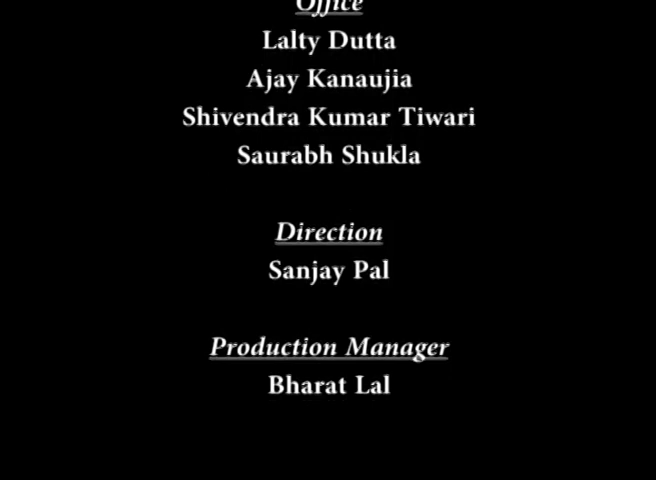 Office
Lalty Dutta
Ajay Kanaujia
Shivendra Kumar Tiwari
Saurabh Shukla
Direction
Sanjay Pal
Production Manager
Bharat Lal